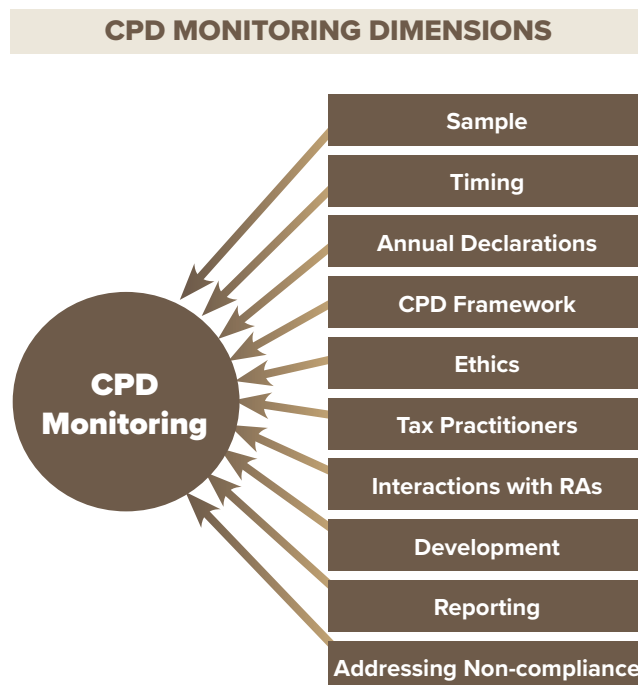 CPD MONITORING DIMENSIONS
Sample
Timing
Annual Declarations
CPD Framework
Ethics
Tax Practitioners
Interactions with RAs
Development
Reporting
Addressing Non-compliance
CPD
Monitoring